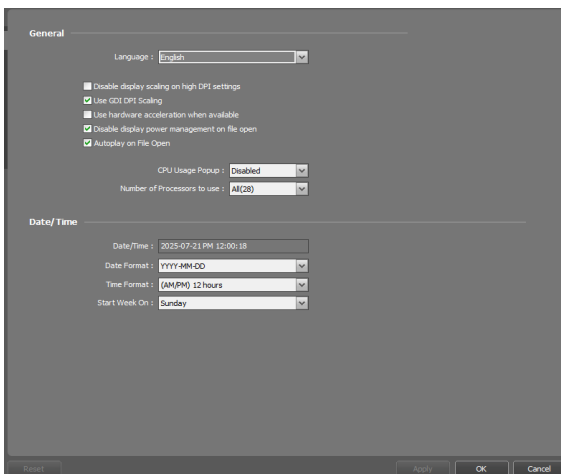 General
Language : English
Disable display scaling on high DPI settings
Use GDI DPI Scaling
Use hardware acceleration when available
Disable display power management on file open
Autoplay on File Open
CPU Usage Popup : Disabled
Number of Processors to use : All(28)
Date/Time
Date/Time : 2025-07-21 PM 12:00:18
Date Format : YYYY-MM-DD
Time Format : (AM/PM) 12 hours
Start Week On : Sunday
Reset Apply OK Cancel